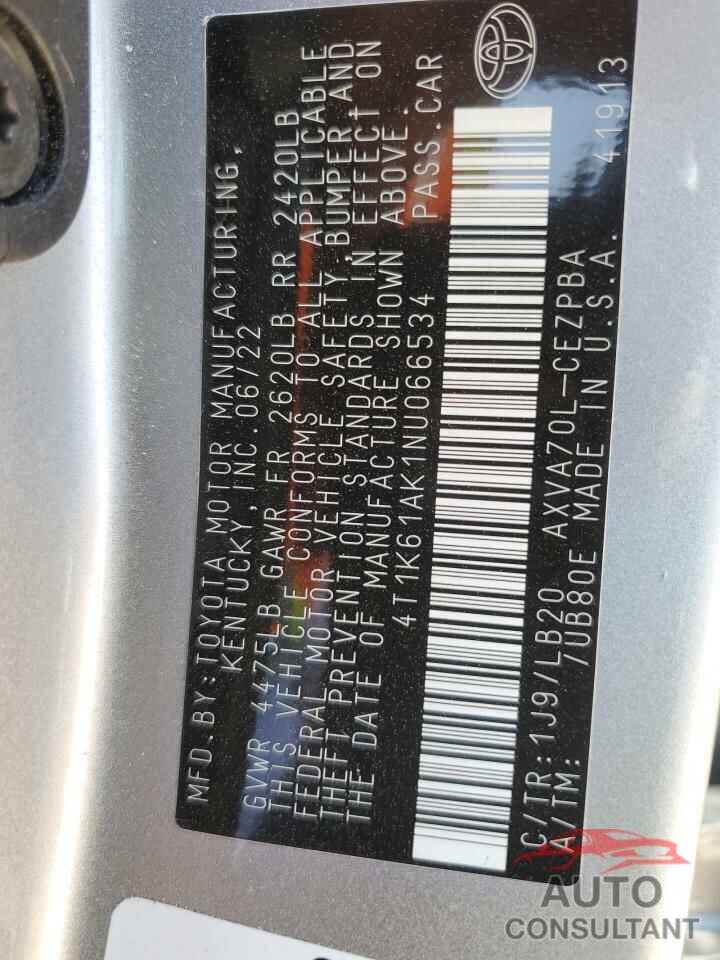 MFD.BY:TOYOTA MOTOR MANUFACTURING,
KENTUCKY, INC.06/22
GVWR 4475LB GAWR FR 2620LB RR 2420LB
THIS VEHICLE CONFORMS TO ALL APPLICABLE
FEDERAL MOTOR VEHICLE SAFETY, BUMPER AND
THEFT PREVENTION STANDARDS IN EFFECT ON
THE DATE OF MANUFACTURE SHOWN ABOVE.
4T1K61AK1NU066534 PASS.CAR
C/TR:1J9/LB20 AXVA70L-CEZPBA
A/TM: 7UB80E MADE IN U.S.A. 41913
AUTO
CONSULTANT